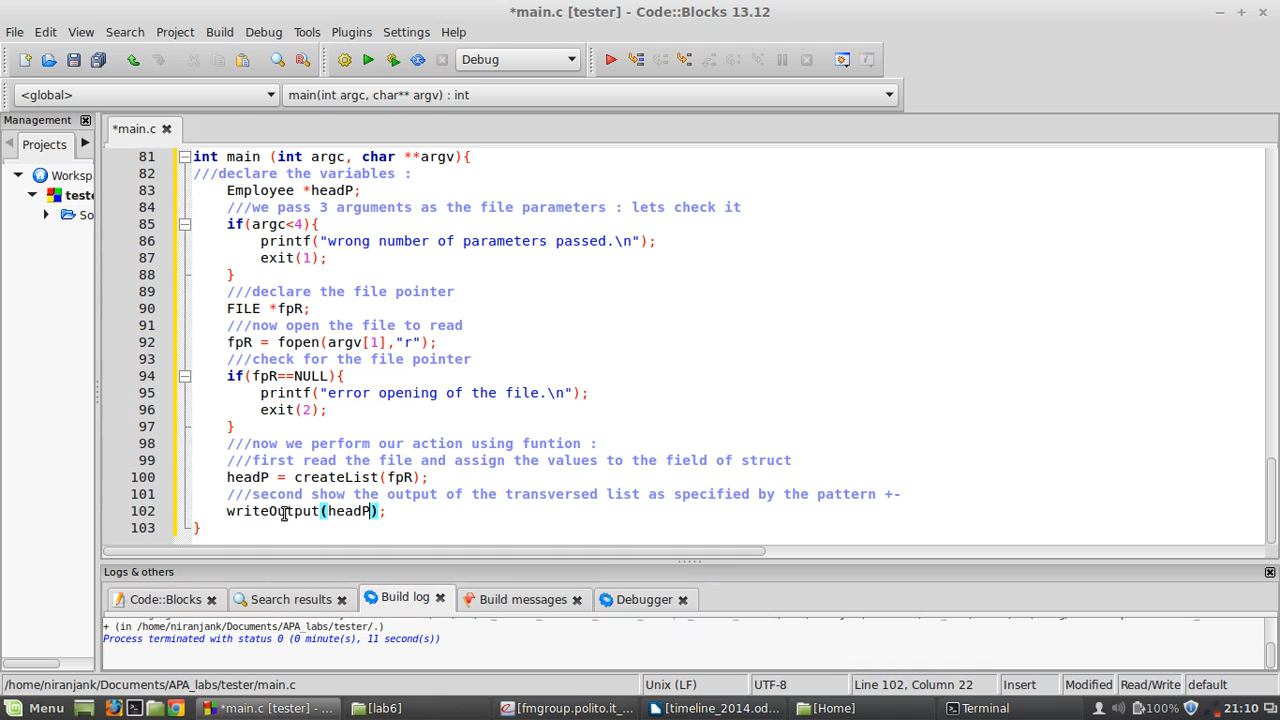 *main.c [tester] - Code::Blocks 13.12
File Edit View Search Project Build Debug Tools Plugins Settings Help
Debug
<global> main(int argc, char** argv) : int
Management
Projects
*main.c
Worksp
teste
So
81 int main (int argc, char **argv){
82 ///declare the variables :
83 Employee *headP;
84 ///we pass 3 arguments as the file parameters : lets check it
85 if(argc<4){
86 printf("wrong number of parameters passed.\n");
87 exit(1);
88 }
89 ///declare the file pointer
90 FILE *fpR;
91 ///now open the file to read
92 fpR = fopen(argv[1],"r");
93 ///check for the file pointer
94 if(fpR==NULL){
95 printf("error opening of the file.\n");
96 exit(2);
97 }
98 ///now we perform our action using funtion :
99 ///first read the file and assign the values to the field of struct
100 headP = createList(fpR);
101 ///second show the output of the transversed list as specified by the pattern +-
102 writeOutput(headP);
103 }
Logs & others
Code::Blocks Search results Build log Build messages Debugger
+ (in /home/niranjank/Documents/APA_labs/tester/.)
Process terminated with status 0 (0 minute(s), 11 second(s))
/home/niranjank/Documents/APA_labs/tester/main.c Unix (LF) UTF-8 Line 102, Column 22 Insert Modified Read/Write default
Menu *main.c [tester] - ... [lab6] [fmgroup.polito.it_... [timeline_2014.od... [Home] Terminal 100% 21:10